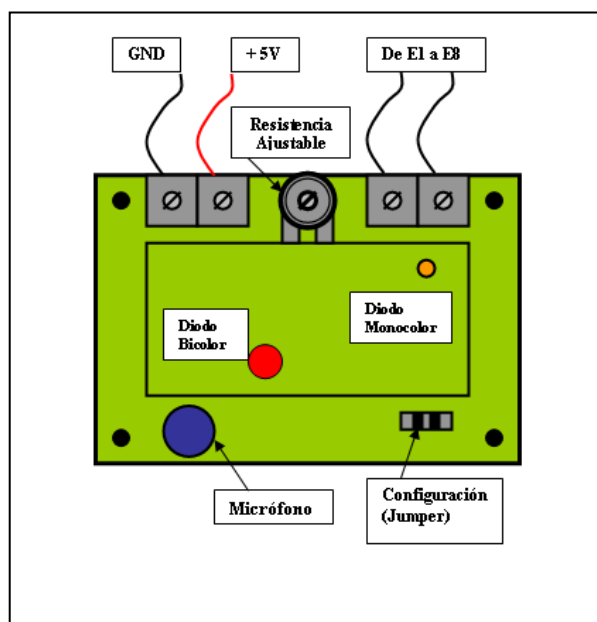 GND
+ 5V
De E1 a E8
Resistencia
Ajustable
Diodo
Monocolor
Diodo
Bicolor
Micrófono
Configuración
(Jumper)